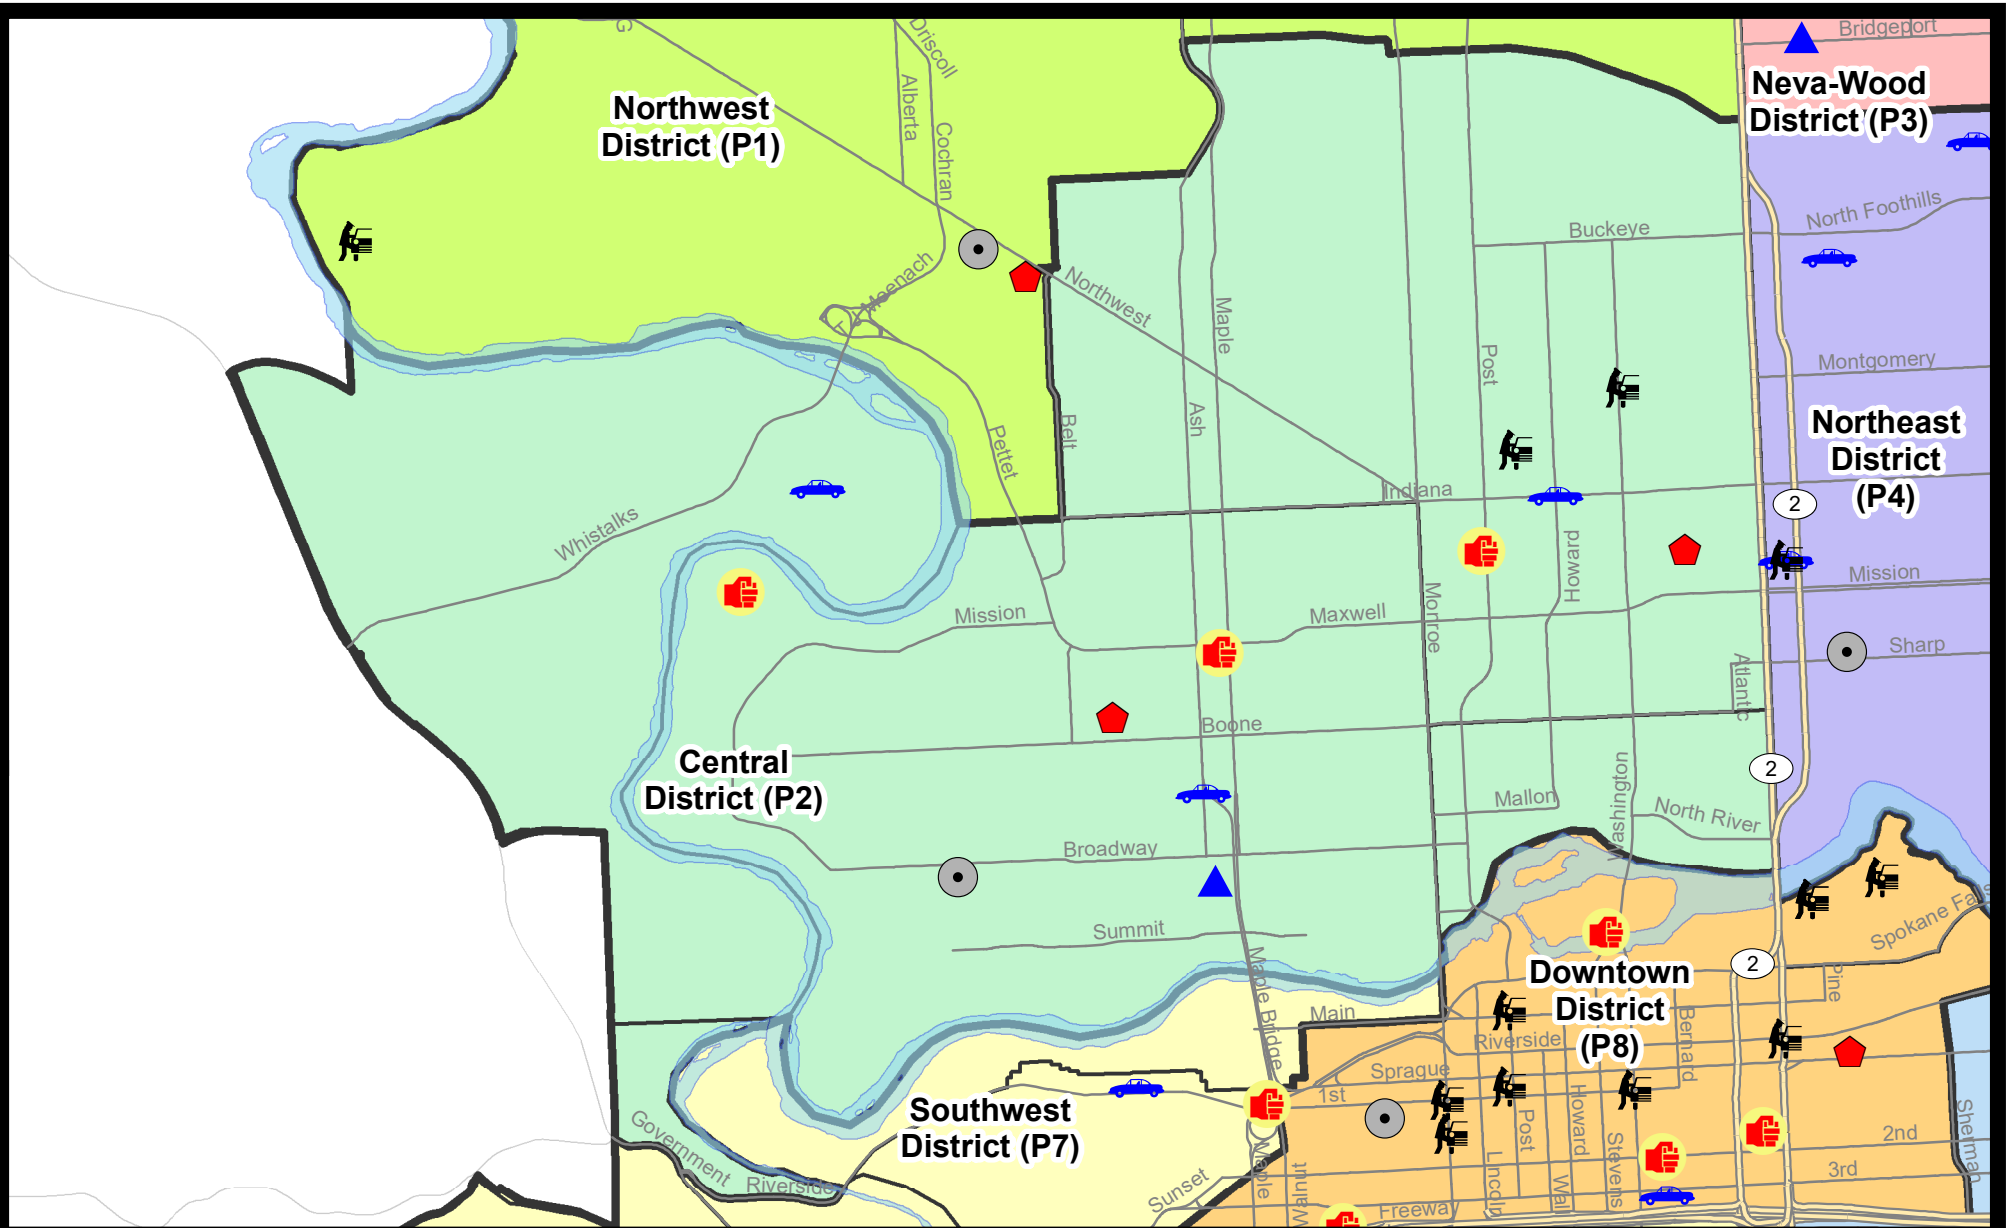 G
Driscoll
Bridgeport
Alberta
Northwest
District (P1)
Neva-Wood
District (P3)
Cochran
North Foothills
Buckeye
T J Meenach
Northwest
Maple
Post
Montgomery
Ash
Belt
Pettet
Northeast
District
(P4)
Indiana
2
Whistalks
Howard
Mission
Monroe
Mission
Maxwell
Sharp
Atlantic
Boone
Central
District (P2)
2
Washington
Mallon
North River
Broadway
Summit
Spokane Falls
Maple Bridge
Downtown
District
(P8)
2
Pine
Main
Bernard
Riverside
Sprague
1st
Southwest
District (P7)
Government
Post
Howard
Stevens
Sherman
2nd
3rd
Riverside
Sunset
Maple
Walnut
Lincoln
Wall
Freeway